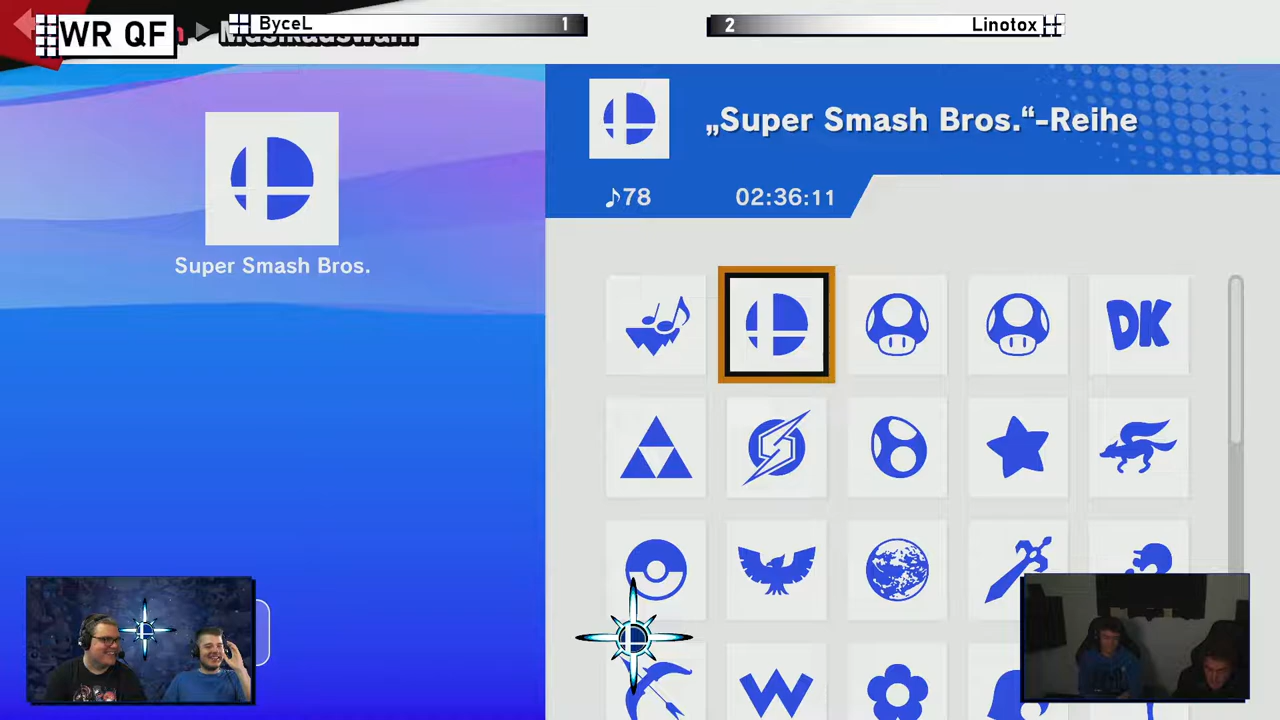 WR QF
ByceL 1
2 Linotox
„Super Smash Bros.“-Reihe
♪78 02:36:11
Super Smash Bros.
DK